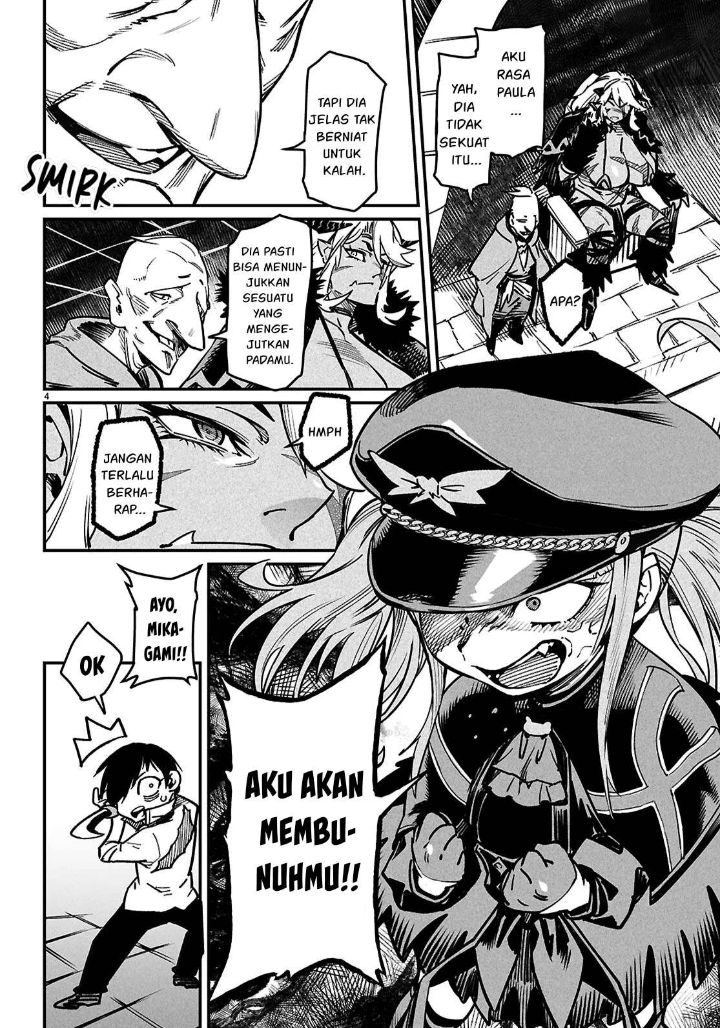 AKU
RASA
PAULA
...
YAH,
DIA
TIDAK
SEKUAT
ITU...
APA?
TAPI DIA
JELAS TAK
BERNIAT
UNTUK
KALAH.
SMIRK
DIA PASTI
BISA MENUN-
JUKKAN
SESUATU
YANG
MENGE-
JUTKAN
PADAMU.
4
HMPH
JANGAN
TERLALU
BERHA-
RAP...
AYO,
MIKA-
GAMI!!
OK
AKU AKAN
MEMBU-
NUHMU!!